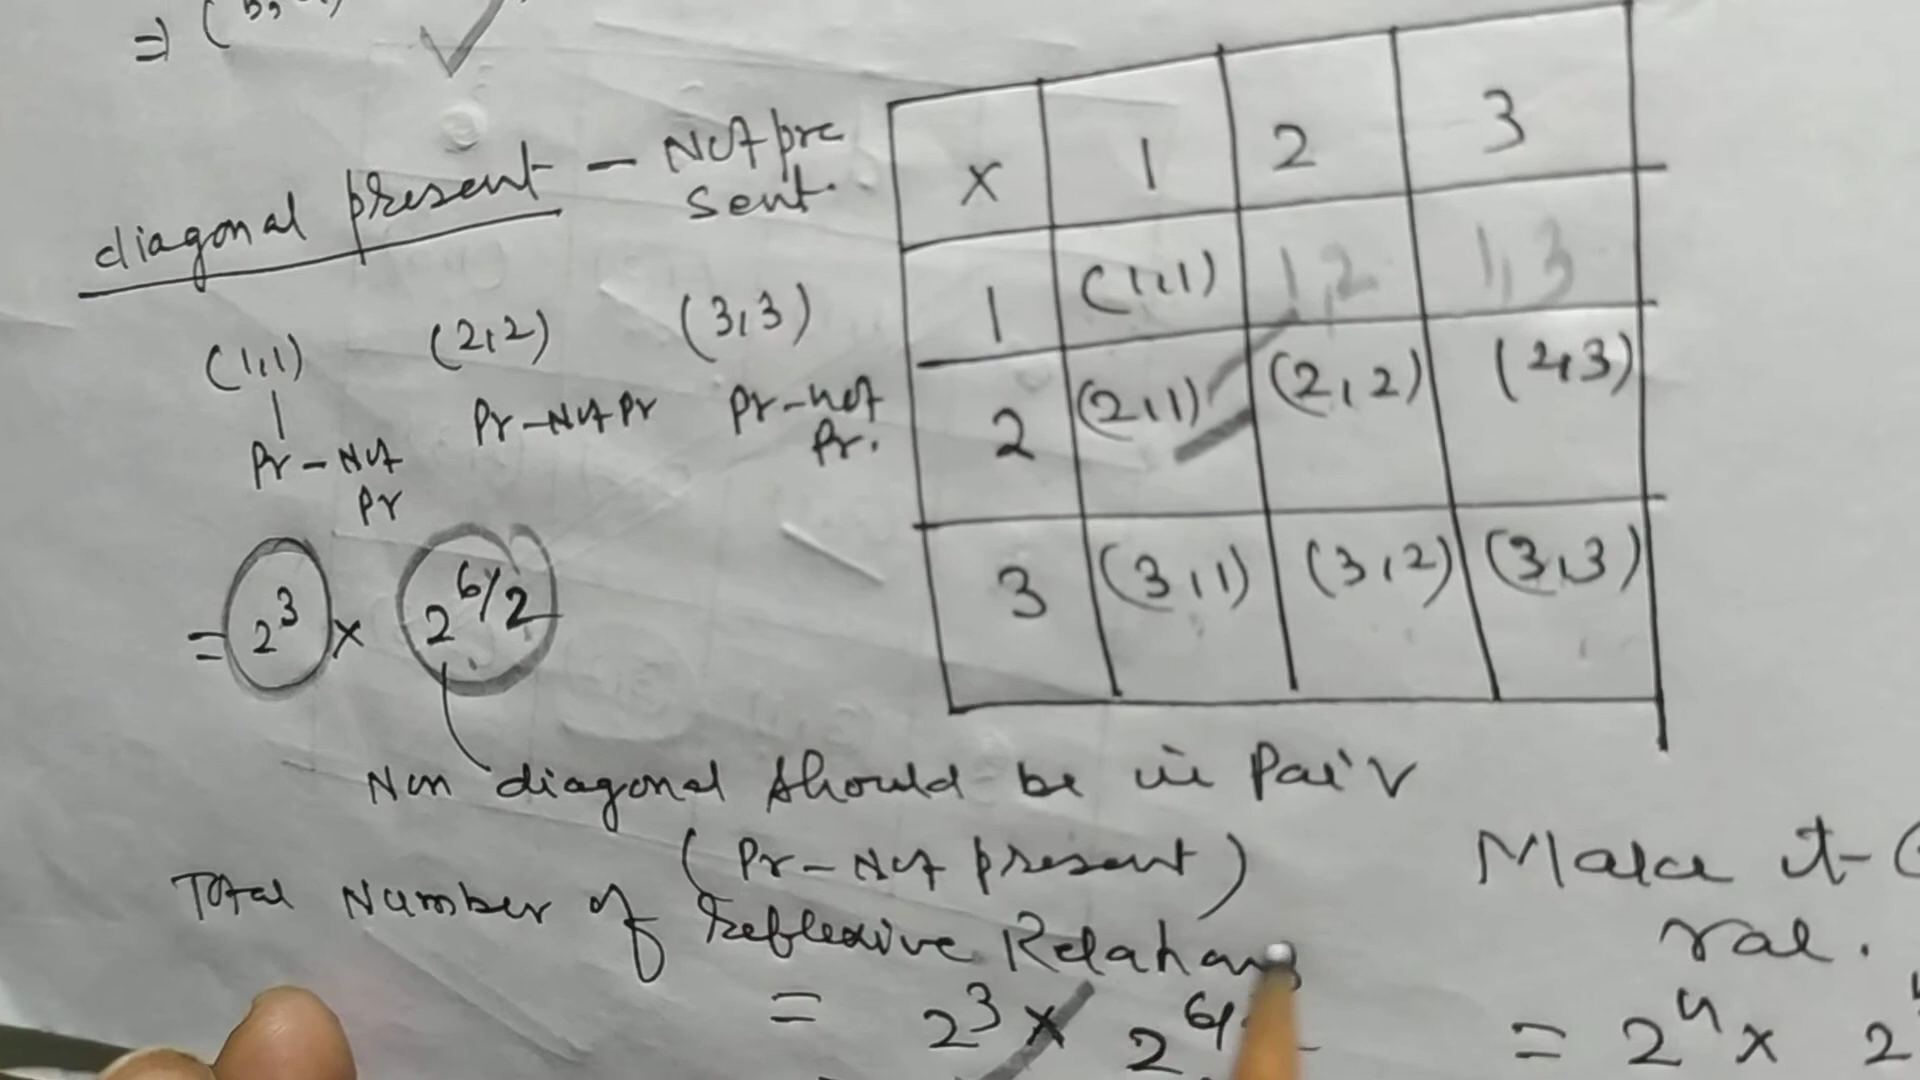 =>
diagonal present – Not pre
sent.
(1,1) (2,2) (3,3)
Pr – Not
Pr
Pr – Not Pr
Pr – not
Pr.
= 2^3 x 2^6/2
x 1 2 3
1 (1,1) 1,2 1,3
2 (2,1) (2,2) (2,3)
3 (3,1) (3,2) (3,3)
Non diagonal should be in Pair
(Pr – Not present)
Total Number of Reflexive Relations
= 2^3 x 2^6/
Make it
ral.
= 2^n x 2